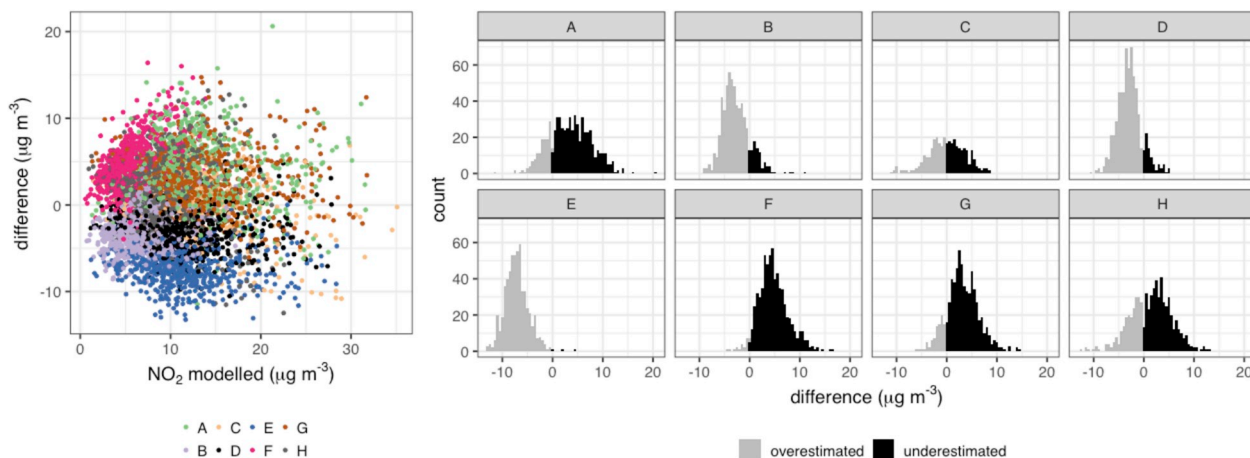 difference (μg m-3)
20
10
0
-10
0 10 20 30
NO2 modelled (μg m-3)
A C E G
B D F H
count
A B C D
60
40
20
0
E F G H
60
40
20
0
-10 0 10 20 -10 0 10 20 -10 0 10 20 -10 0 10 20
difference (μg m-3)
overestimated underestimated